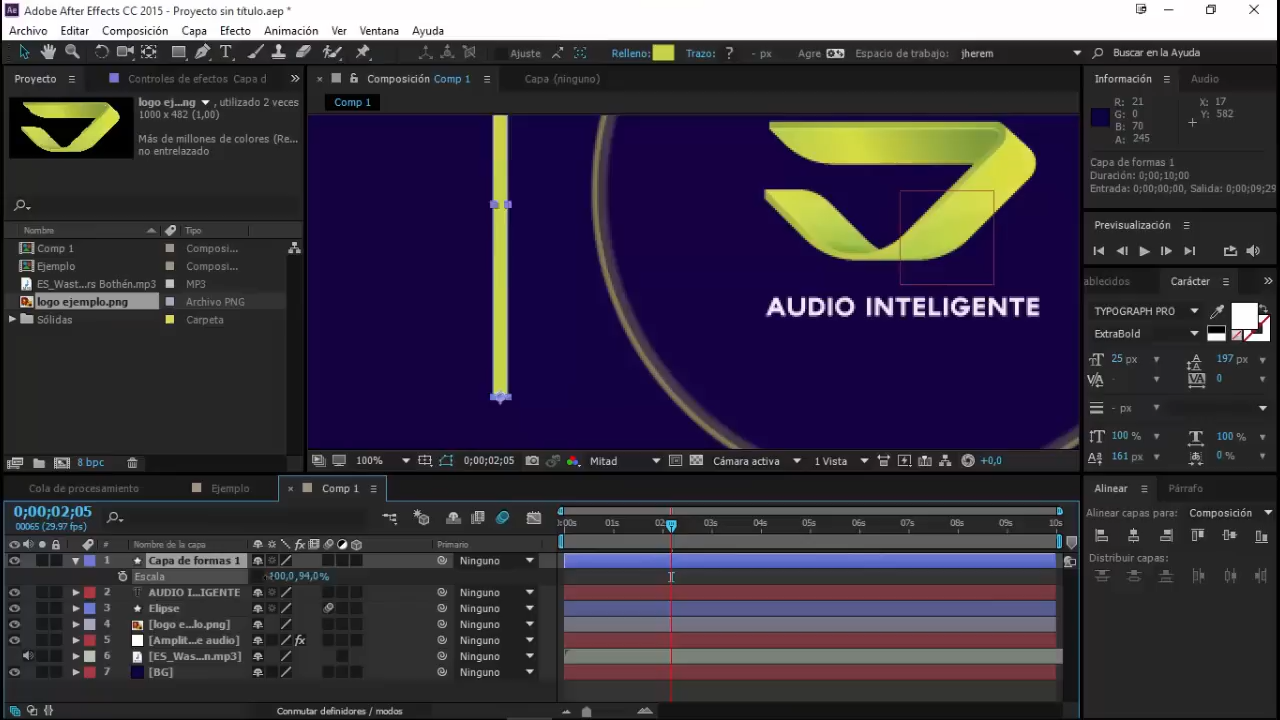 Ae Adobe After Effects CC 2015 - Proyecto sin título.aep *
Archivo Editar Composición Capa Efecto Animación Ver Ventana Ayuda
Ajuste Relleno: Trazo: ? - px Agre Espacio de trabajo: jherem Buscar en la Ayuda
Proyecto Controles de efectos Capa d
Composición Comp 1 Capa (ninguno)
Información Audio
Comp 1
logo ej...ng , utilizado 2 veces
1000 x 482 (1,00)
Más de millones de colores (Re...
no entrelazado
R: 21 X: 17
G: 0 Y: 582
B: 70
A: 245
Capa de formas 1
Duración: 0;00;10;00
Entrada: 0;00;00;00, Salida: 0;00;09;29
Previsualización
Nombre Tipo
Comp 1 Composi...
Ejemplo Composi...
ES_Wast...rs Bothén.mp3 MP3
logo ejemplo.png Archivo PNG
Sólidas Carpeta
AUDIO INTELIGENTE
ablecidos Carácter
TYPOGRAPH PRO
ExtraBold
25 px 197 px
- 0
- px
100 % 100 %
161 px 0 %
8 bpc
100% 0;00;02;05 Mitad Cámara activa 1 Vista +0,0
Cola de procesamiento Ejemplo Comp 1
Alinear Párrafo
0;00;02;05
00065 (29.97 fps)
:00s 01s 02s 03s 04s 05s 06s 07s 08s 09s 10s
Alinear capas para: Composición
# Nombre de la capa fx Primario
Distribuir capas:
1 Capa de formas 1 Ninguno
Escala 100,0,94,0%
2 AUDIO I...IGENTE Ninguno
3 Elipse Ninguno
4 [logo e...lo.png] Ninguno
5 [Amplit...e audio] fx Ninguno
6 [ES_Was...n.mp3] Ninguno
7 [BG] Ninguno
Conmutar definidores / modos